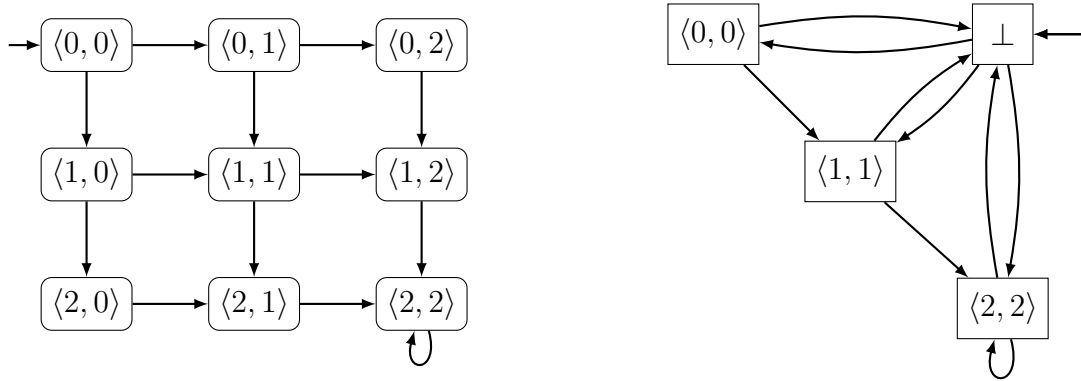 ⟨0, 0⟩ ⟨0, 1⟩ ⟨0, 2⟩
⟨1, 0⟩ ⟨1, 1⟩ ⟨1, 2⟩
⟨2, 0⟩ ⟨2, 1⟩ ⟨2, 2⟩
⟨0, 0⟩ ⊥
⟨1, 1⟩
⟨2, 2⟩